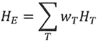 H_E = ∑_T w_T H_T